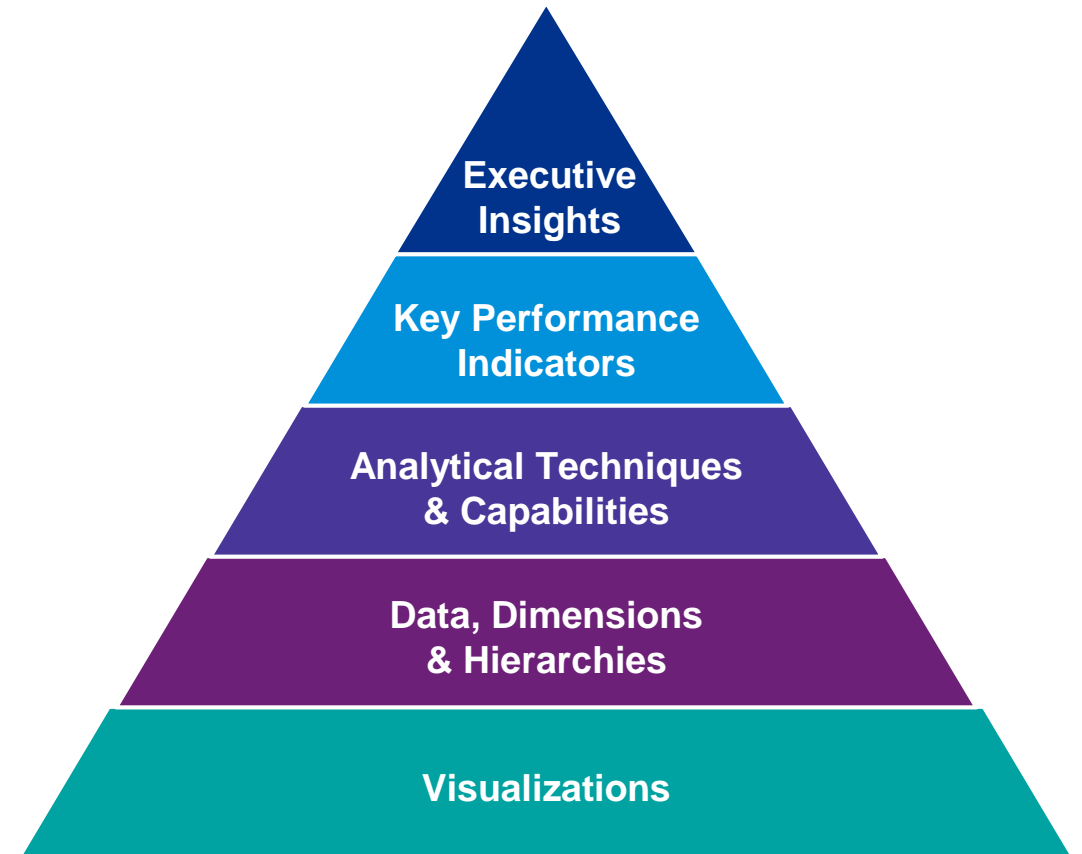 Executive
Insights
Key Performance
Indicators
Analytical Techniques
& Capabilities
Data, Dimensions
& Hierarchies
Visualizations